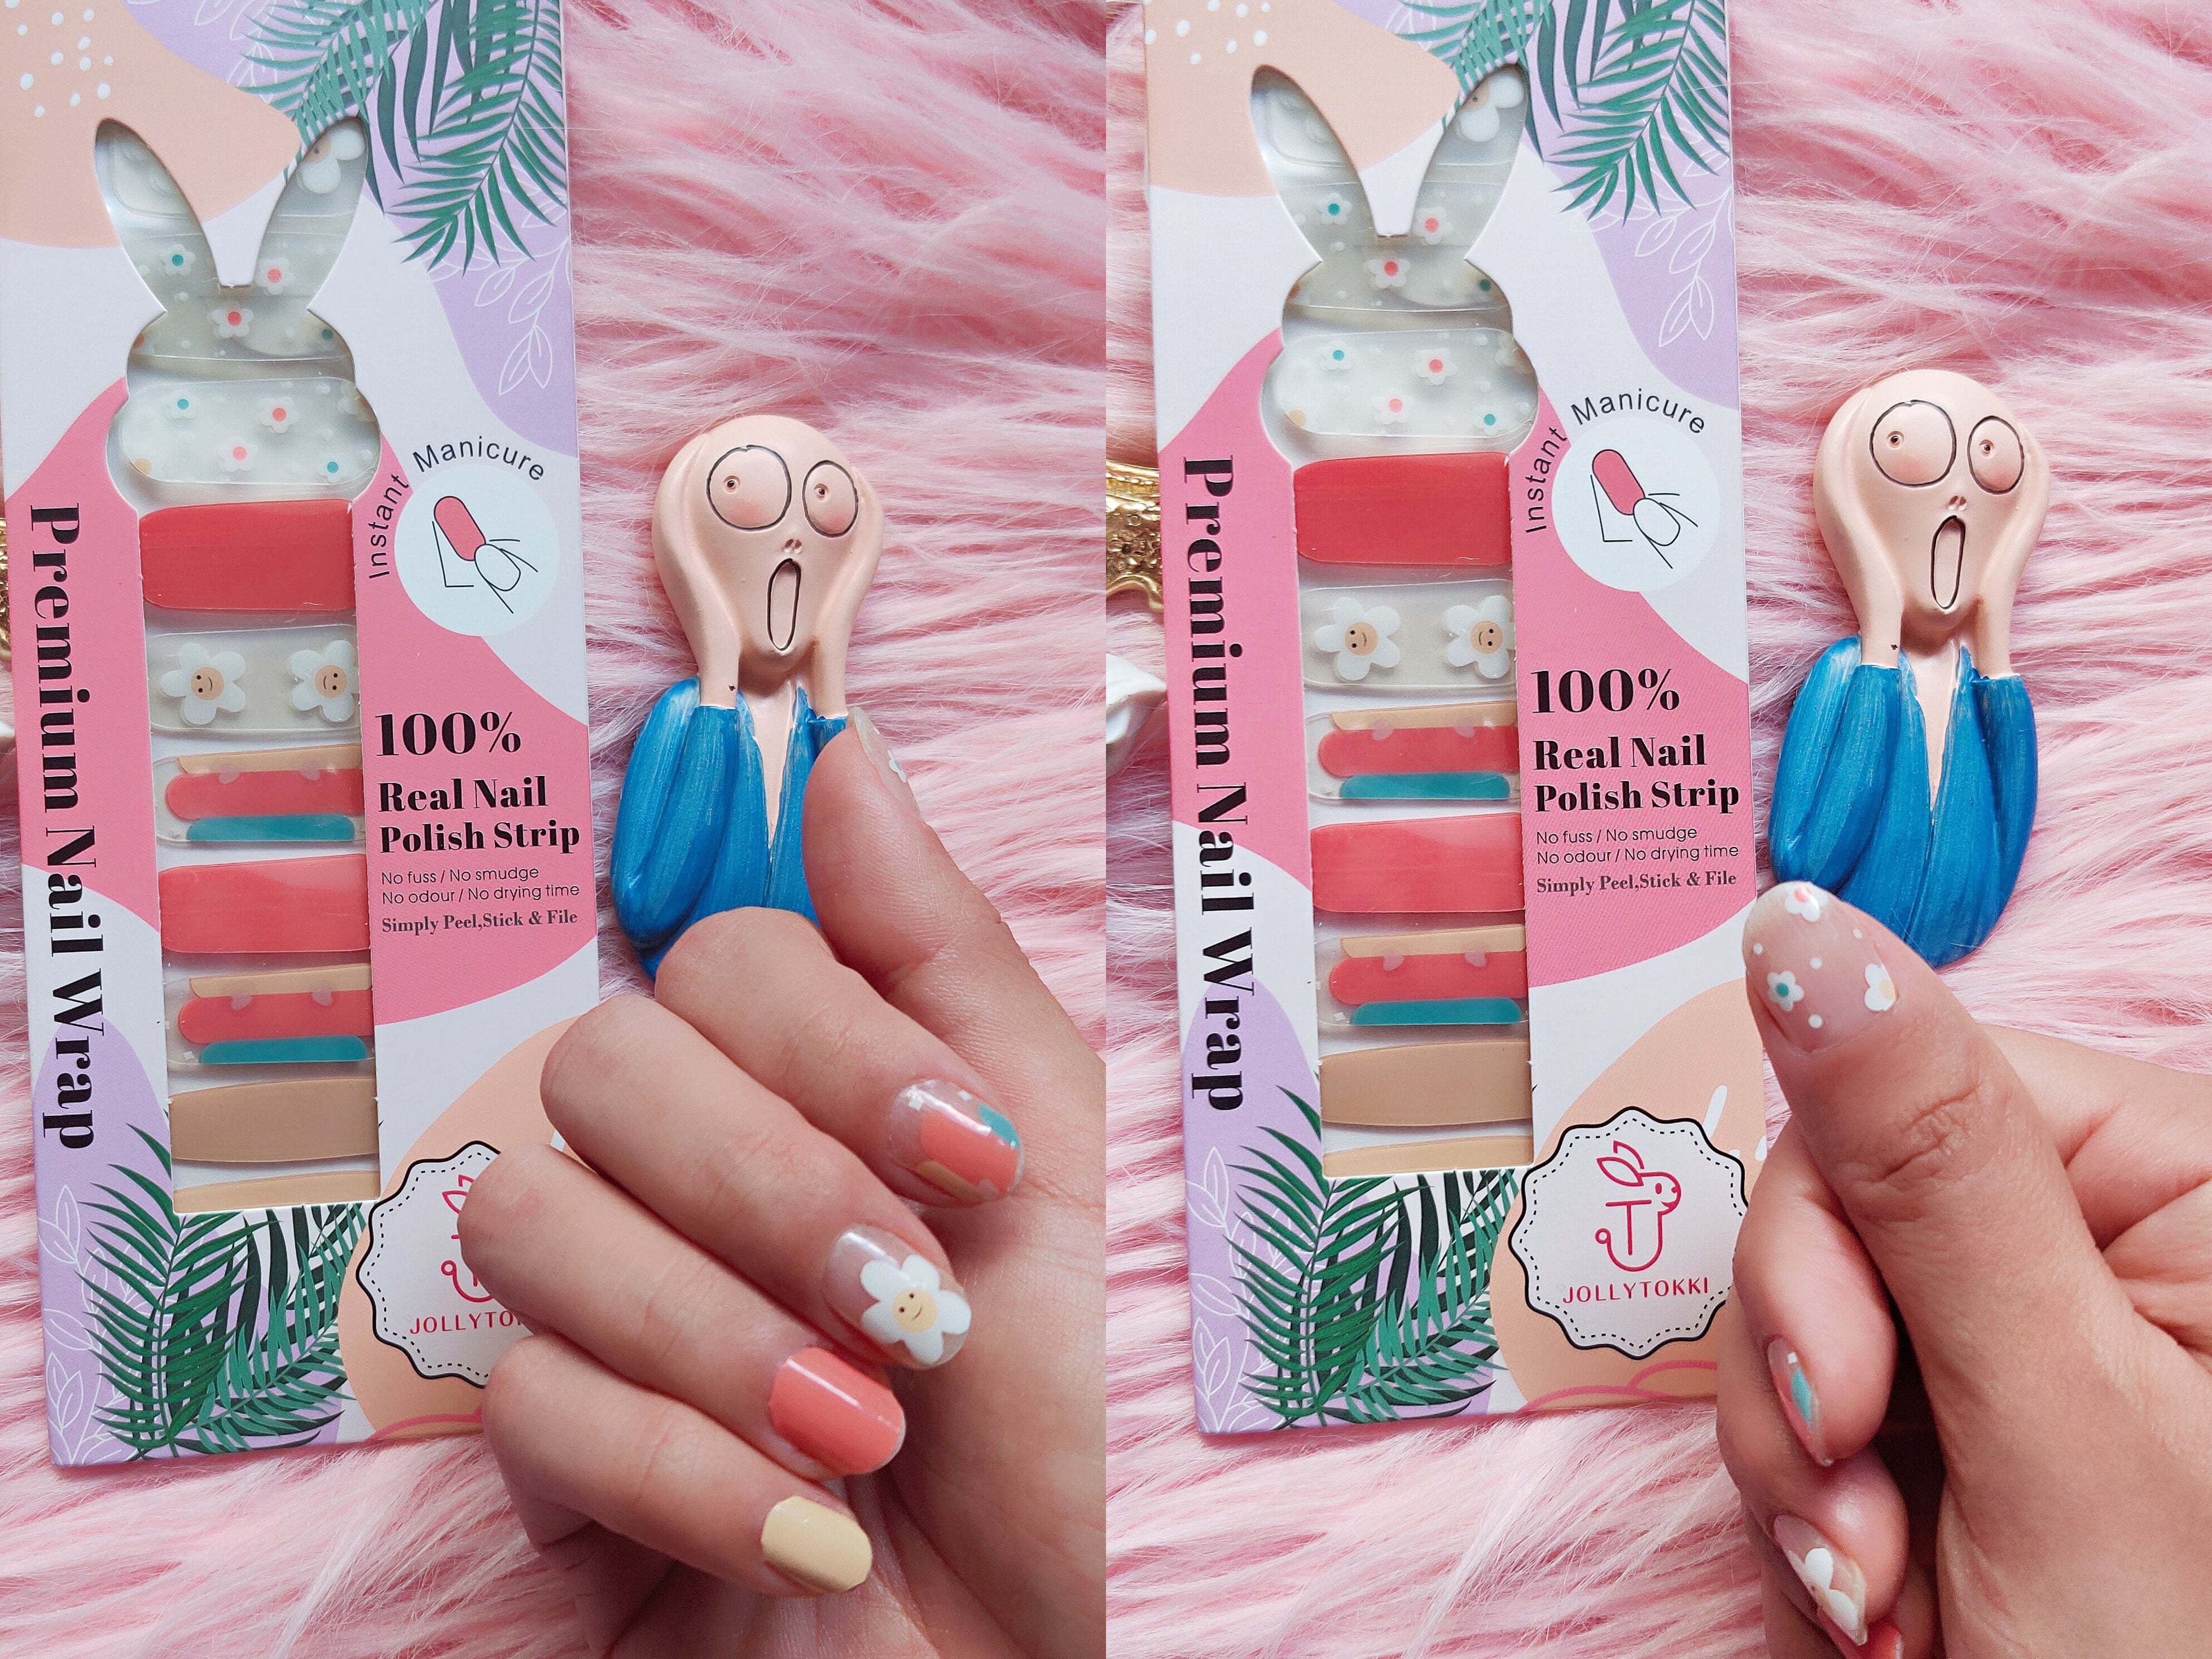 Premium Nail Wrap
Instant Manicure
100%
Real Nail
Polish Strip
No fuss / No smudge
No odour / No drying time
Simply Peel,Stick & File
JOLLYTO
Premium Nail Wrap
Instant Manicure
100%
Real Nail
Polish Strip
No fuss / No smudge
No odour / No drying time
Simply Peel,Stick & File
JOLLYTOKKI